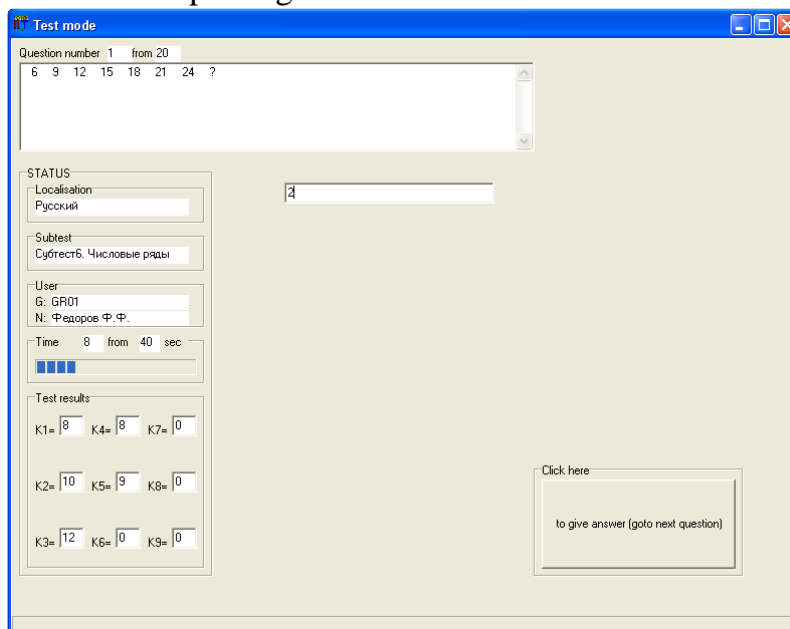 Test mode
Question number 1 from 20
6 9 12 15 18 21 24 ?
STATUS
Localisation
Русский
2
Subtest
Субтест6. Числовые ряды
User
G: GR01
N: Федоров Ф.Ф.
Time 8 from 40 sec
Test results
K1= 8 K4= 8 K7= 0
K2= 10 K5= 9 K8= 0
K3= 12 K6= 0 K9= 0
Click here
to give answer (goto next question)